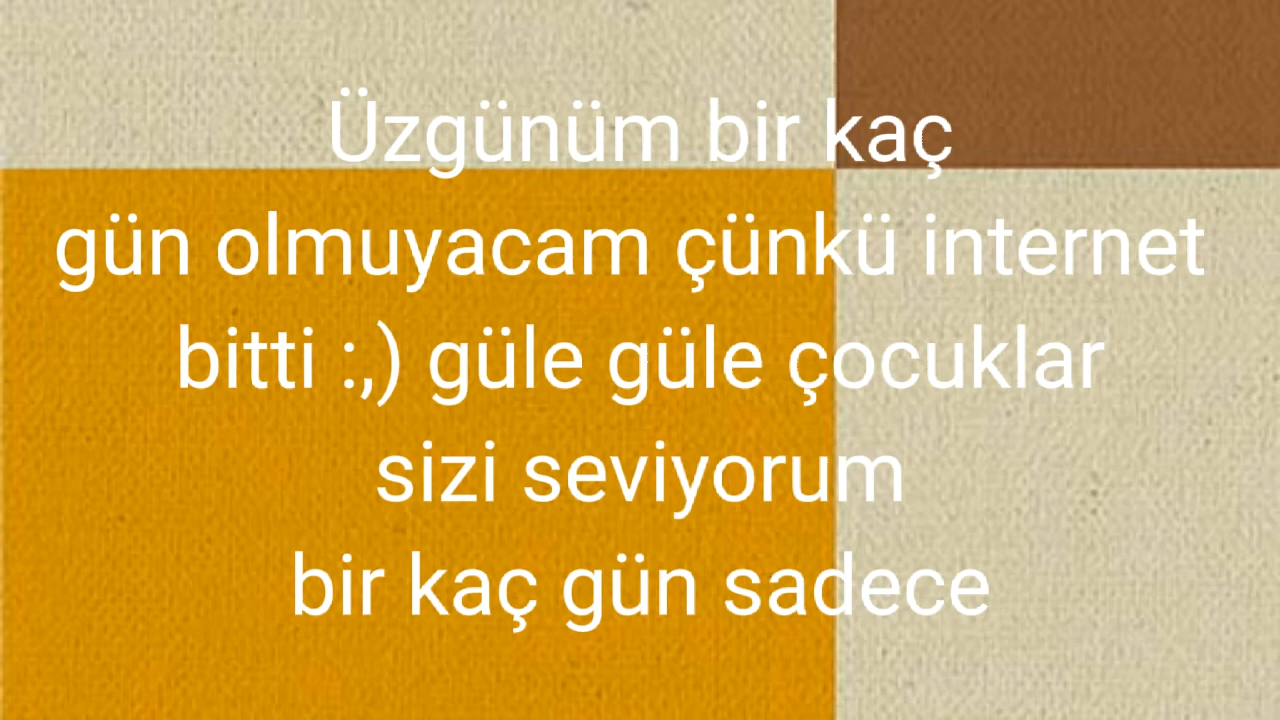 Üzgünüm bir kaç
gün olmuyacam çünkü internet
bitti :,) güle güle çocuklar
sizi seviyorum
bir kaç gün sadece